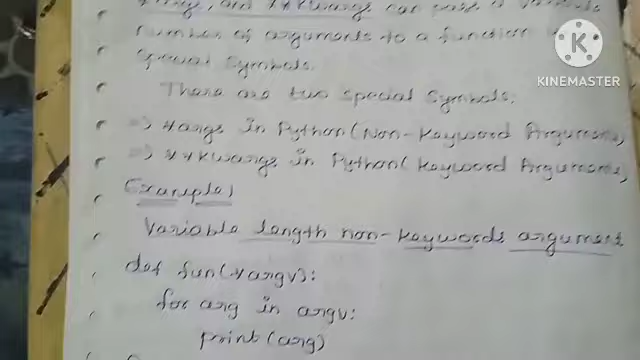 *args, and **kwargs can pass a variable
number of arguments to a function
special symbols.
There are two special symbols:
=> *args in Python (Non-Keyword Arguments)
=> **kwargs in Python (Keyword Arguments)
Example)
Variable length non-keywords argument
def fun(*argv):
for arg in argv:
print(arg)
KINEMASTER